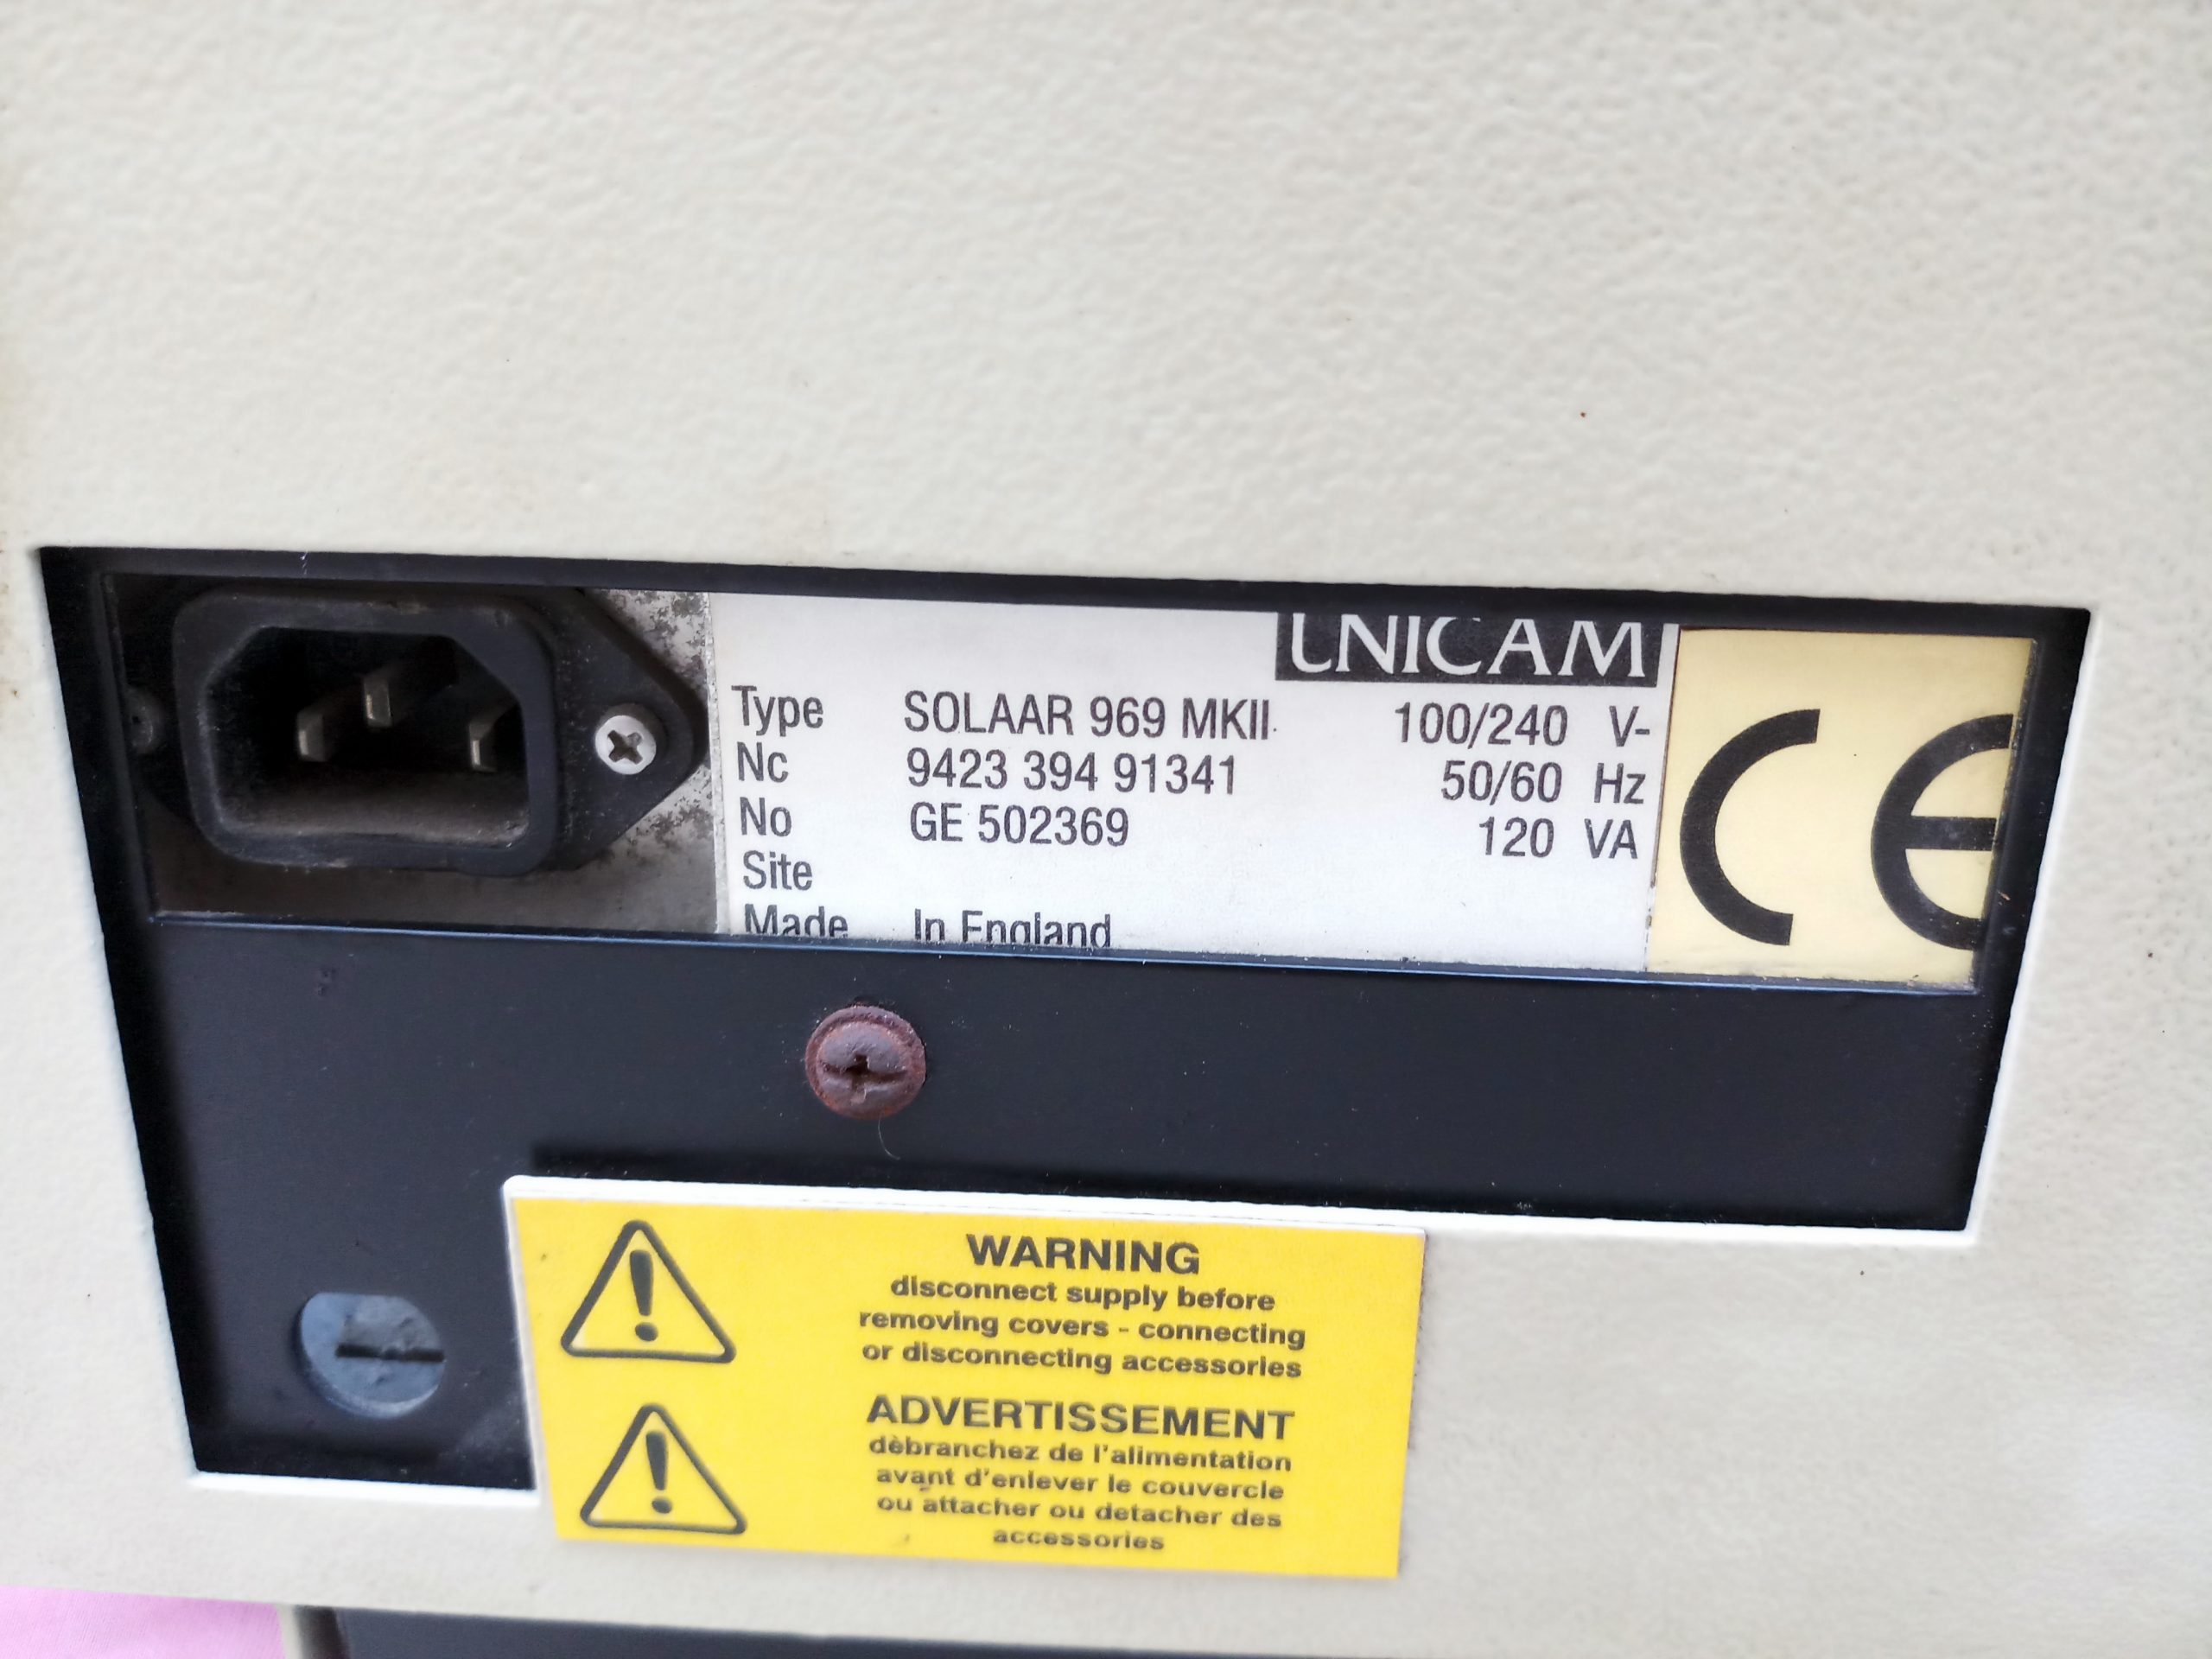 UNICAM
Type SOLAAR 969 MKII 100/240 V-
Nc 9423 394 91341 50/60 Hz
No GE 502369 120 VA
Site
Made In England
CE
WARNING
disconnect supply before
removing covers - connecting
or disconnecting accessories
ADVERTISSEMENT
dèbranchez de l'alimentation
avant d'enlever le couvercle
ou attacher ou detacher des
accessories